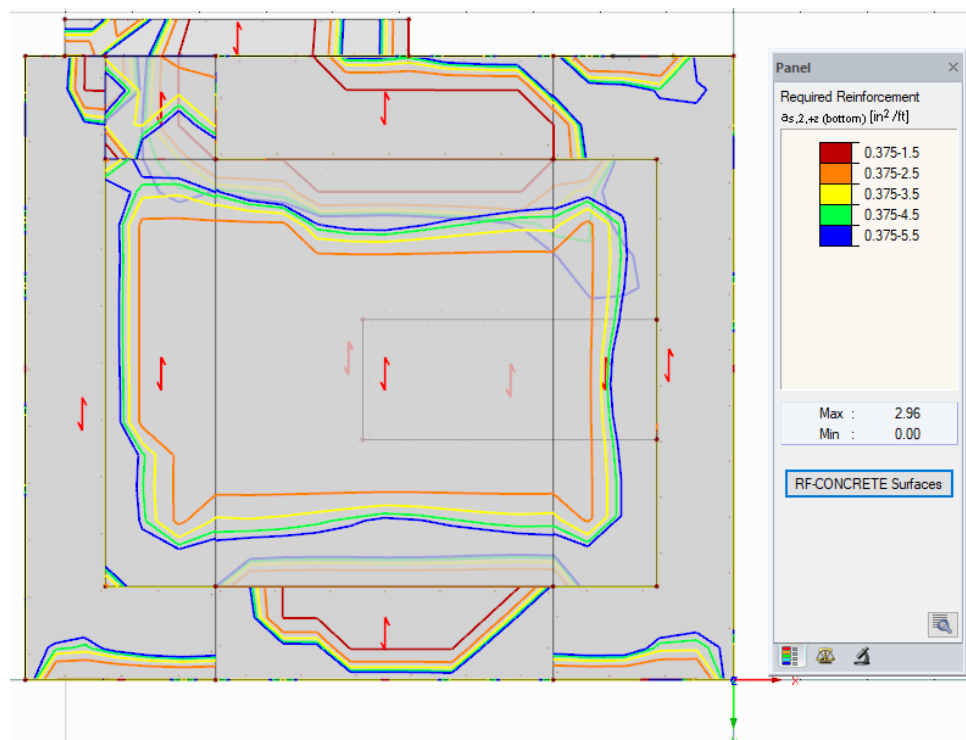 Panel
Required Reinforcement
as,2,+z (bottom) [in²/ft]
0.375-1.5
0.375-2.5
0.375-3.5
0.375-4.5
0.375-5.5
Max : 2.96
Min : 0.00
RF-CONCRETE Surfaces
x
z